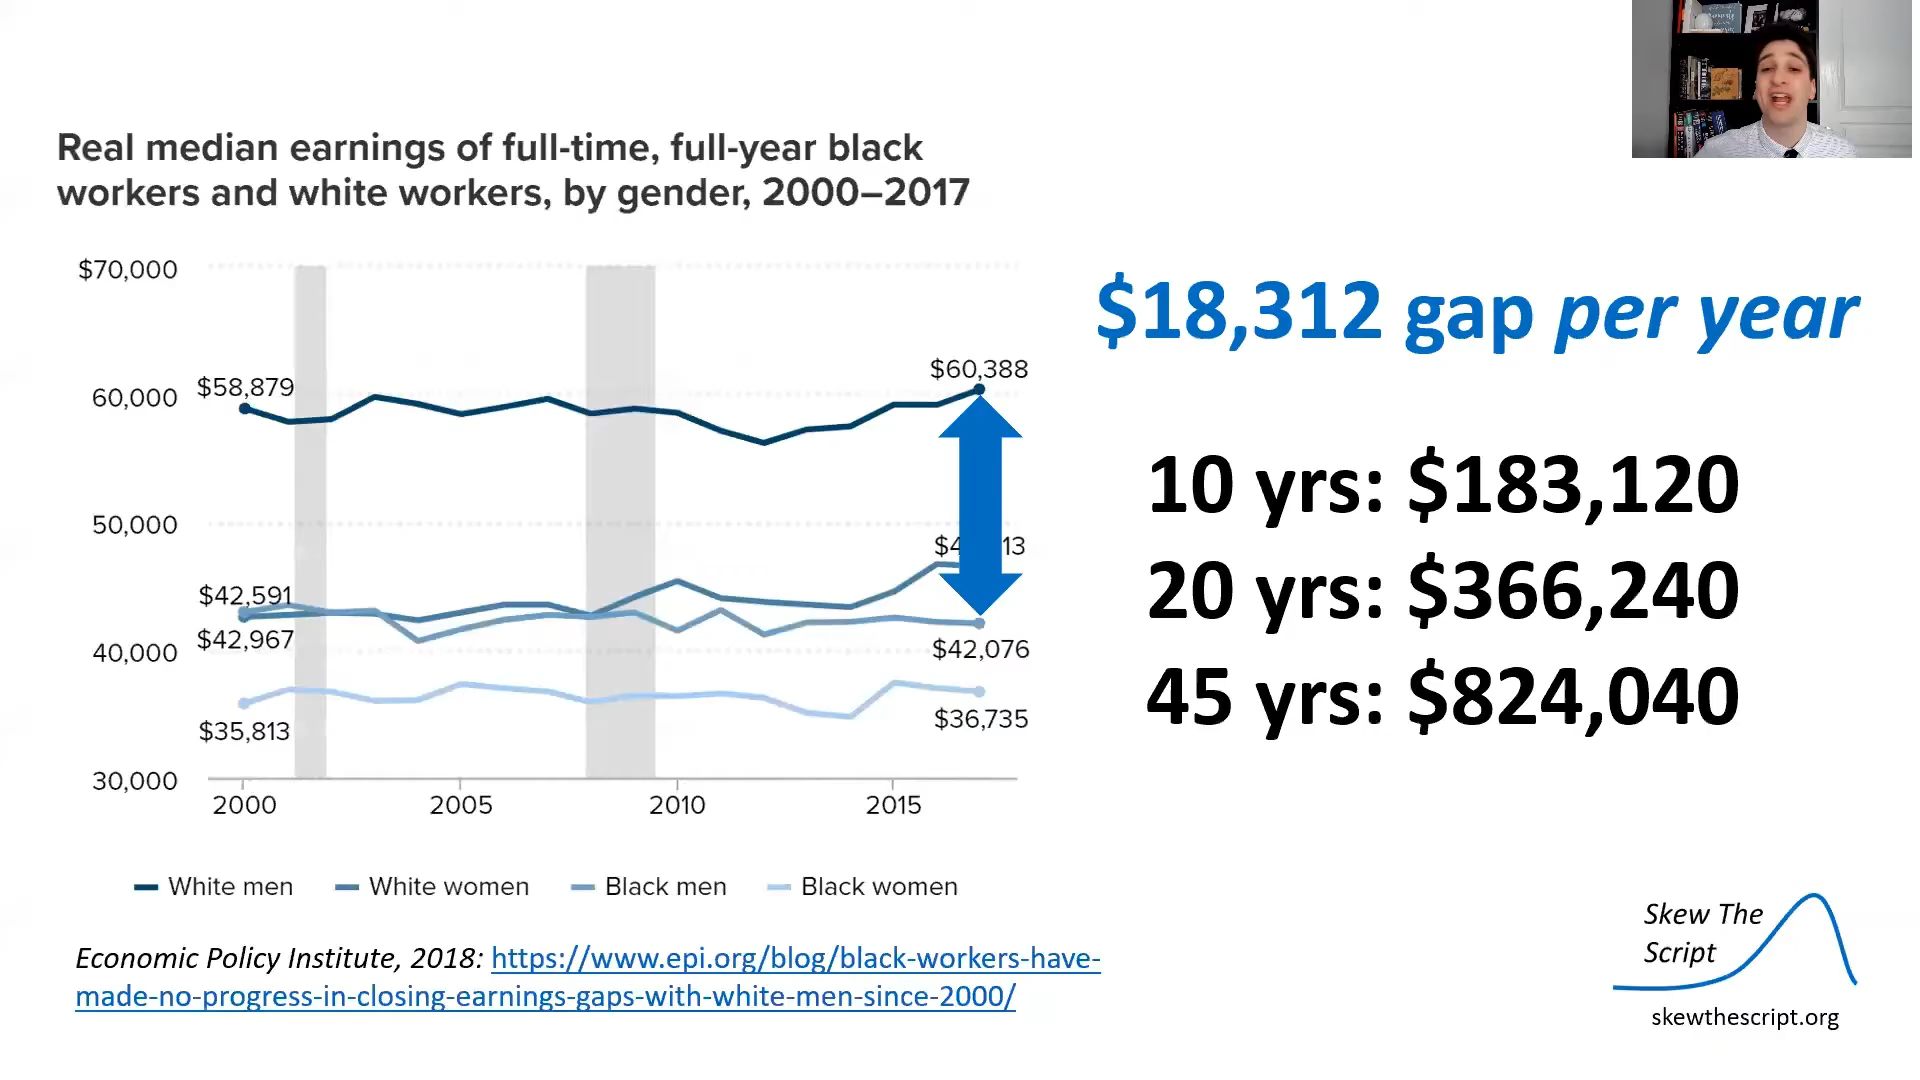 Real median earnings of full-time, full-year black
workers and white workers, by gender, 2000–2017
$70,000
60,000
50,000
40,000
30,000
$58,879
$60,388
$42,591
$42,967
$42,076
$35,813
$36,735
2000 2005 2010 2015
White men White women Black men Black women
$18,312 gap per year
10 yrs: $183,120
20 yrs: $366,240
45 yrs: $824,040
Economic Policy Institute, 2018: https://www.epi.org/blog/black-workers-have-
made-no-progress-in-closing-earnings-gaps-with-white-men-since-2000/
Skew The
Script
skewthescript.org